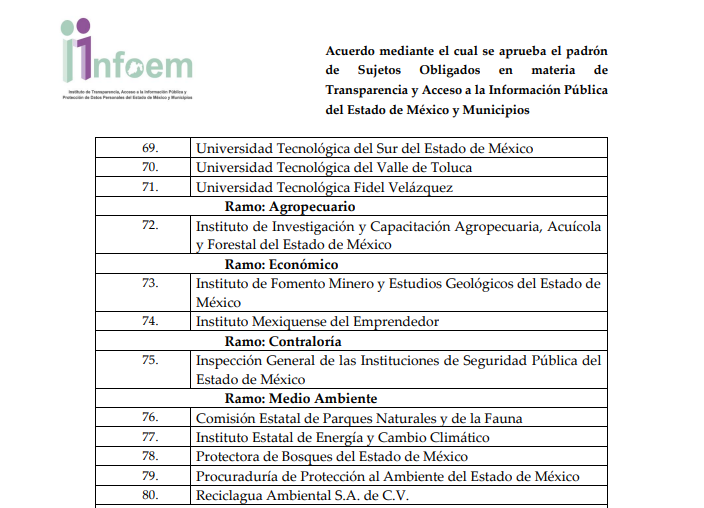 infoem
Instituto de Transparencia, Acceso a la Información Pública y
Protección de Datos Personales del Estado de México y Municipios
Acuerdo mediante el cual se aprueba el padrón
de Sujetos Obligados en materia de
Transparencia y Acceso a la Información Pública
del Estado de México y Municipios
69. Universidad Tecnológica del Sur del Estado de México
70. Universidad Tecnológica del Valle de Toluca
71. Universidad Tecnológica Fidel Velázquez
Ramo: Agropecuario
72. Instituto de Investigación y Capacitación Agropecuaria, Acuícola
y Forestal del Estado de México
Ramo: Económico
73. Instituto de Fomento Minero y Estudios Geológicos del Estado de
México
74. Instituto Mexiquense del Emprendedor
Ramo: Contraloría
75. Inspección General de las Instituciones de Seguridad Pública del
Estado de México
Ramo: Medio Ambiente
76. Comisión Estatal de Parques Naturales y de la Fauna
77. Instituto Estatal de Energía y Cambio Climático
78. Protectora de Bosques del Estado de México
79. Procuraduría de Protección al Ambiente del Estado de México
80. Reciclagua Ambiental S.A. de C.V.